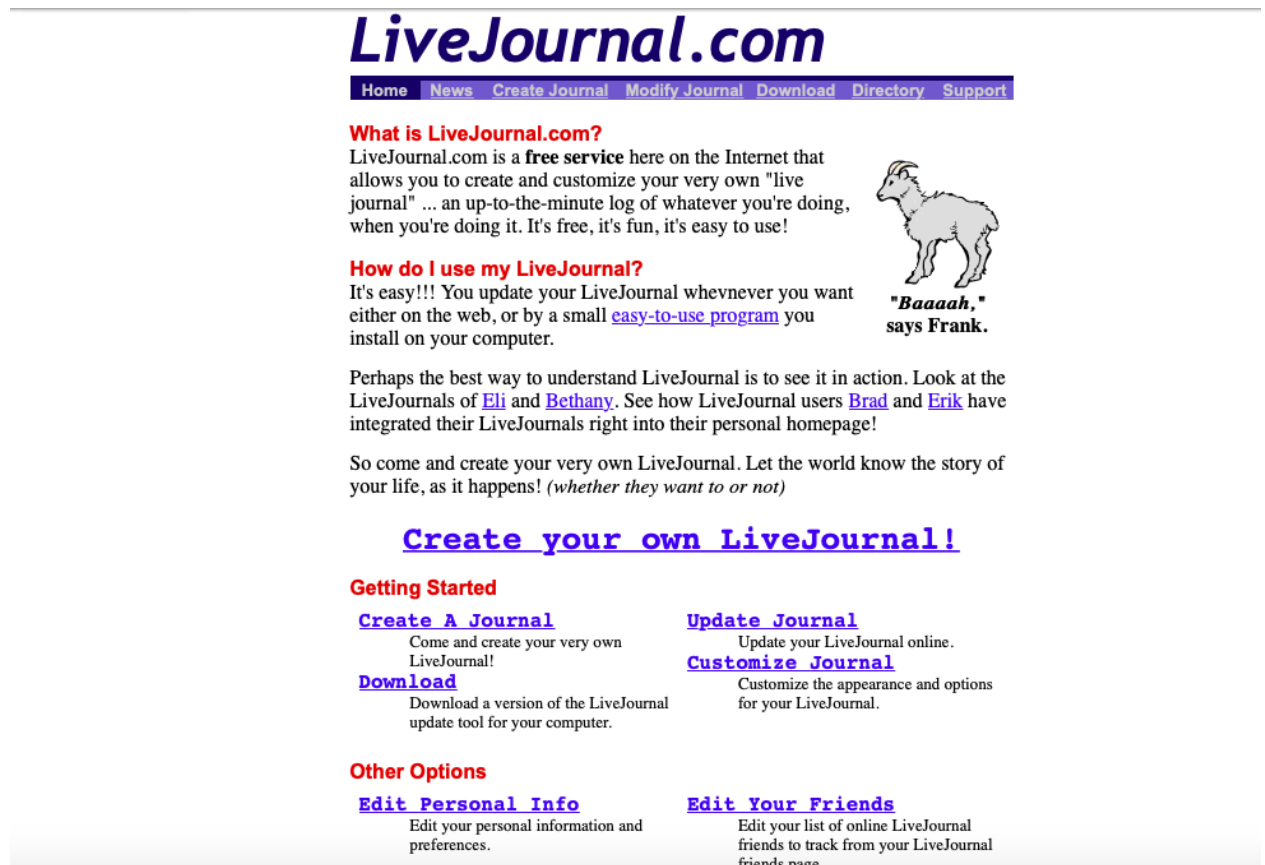 LiveJournal.com
Home News Create Journal Modify Journal Download Directory Support
What is LiveJournal.com?
LiveJournal.com is a free service here on the Internet that
allows you to create and customize your very own "live
journal" ... an up-to-the-minute log of whatever you're doing,
when you're doing it. It's free, it's fun, it's easy to use!
How do I use my LiveJournal?
It's easy!!! You update your LiveJournal whevnever you want
either on the web, or by a small easy-to-use program you
install on your computer.
"Baaaah,"
says Frank.
Perhaps the best way to understand LiveJournal is to see it in action. Look at the
LiveJournals of Eli and Bethany. See how LiveJournal users Brad and Erik have
integrated their LiveJournals right into their personal homepage!
So come and create your very own LiveJournal. Let the world know the story of
your life, as it happens! (whether they want to or not)
Create your own LiveJournal!
Getting Started
Create A Journal
Come and create your very own
LiveJournal!
Download
Download a version of the LiveJournal
update tool for your computer.
Update Journal
Update your LiveJournal online.
Customize Journal
Customize the appearance and options
for your LiveJournal.
Other Options
Edit Personal Info
Edit your personal information and
preferences.
Edit Your Friends
Edit your list of online LiveJournal
friends to track from your LiveJournal
friends page